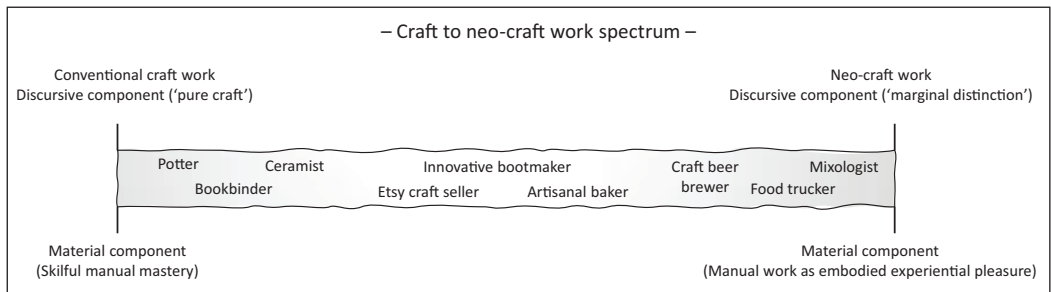 – Craft to neo-craft work spectrum –
Conventional craft work
Discursive component (‘pure craft’)
Neo-craft work
Discursive component (‘marginal distinction’)
Potter
Ceramist
Innovative bootmaker
Craft beer
brewer
Mixologist
Bookbinder
Etsy craft seller
Artisanal baker
Food trucker
Material component
(Skilful manual mastery)
Material component
(Manual work as embodied experiential pleasure)